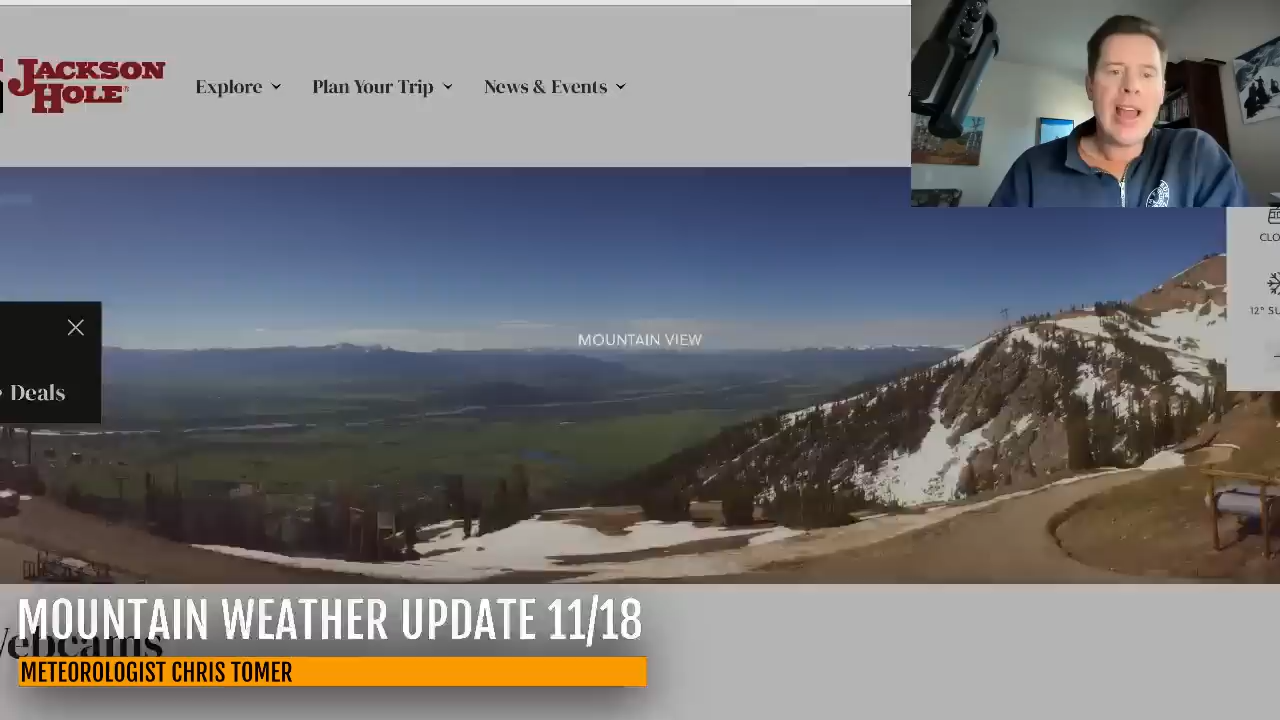 JACKSON
HOLE
Explore
Plan Your Trip
News & Events
MOUNTAIN VIEW
Deals
12°
MOUNTAIN WEATHER UPDATE 11/18
METEOROLOGIST CHRIS TOMER